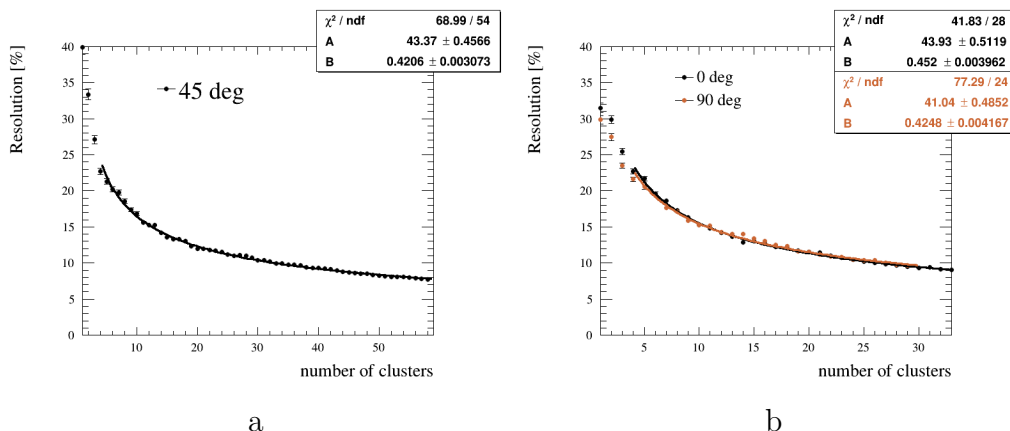 χ² / ndf 68.99 / 54
A 43.37 ± 0.4566
B 0.4206 ± 0.003073
Resolution [%]
45 deg
40
35
30
25
20
15
10
5
0
10 20 30 40 50
number of clusters
a
χ² / ndf 41.83 / 28
A 43.93 ± 0.5119
B 0.452 ± 0.003962
χ² / ndf 77.29 / 24
A 41.04 ± 0.4852
B 0.4248 ± 0.004167
Resolution [%]
0 deg
90 deg
40
35
30
25
20
15
10
5
0
5 10 15 20 25 30
number of clusters
b